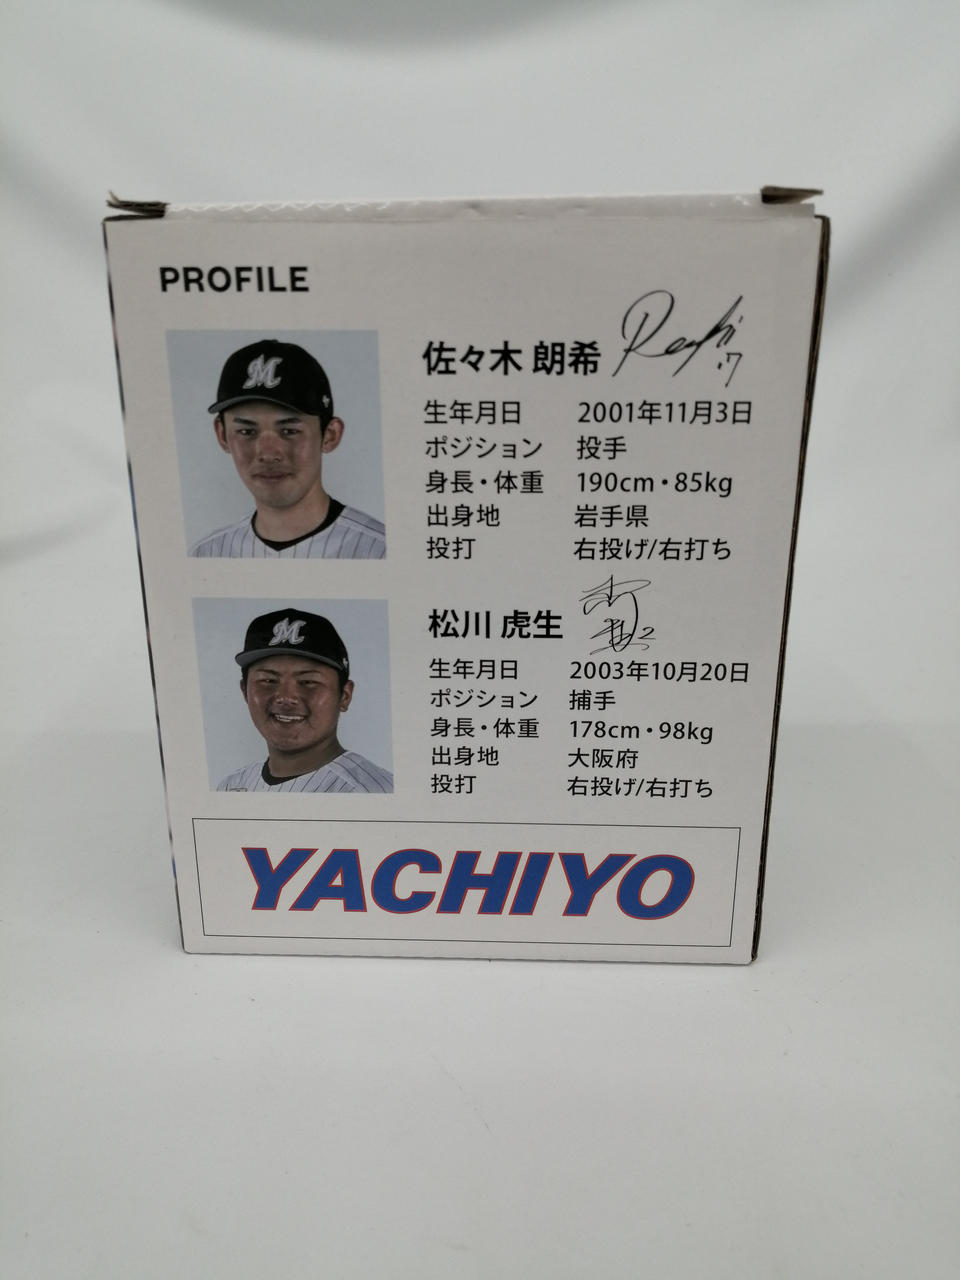 PROFILE
佐々木 朗希
生年月日 2001年11月3日
ポジション 投手
身長・体重 190cm・85kg
出身地 岩手県
投打 右投げ/右打ち
松川 虎生
生年月日 2003年10月20日
ポジション 捕手
身長・体重 178cm・98kg
出身地 大阪府
投打 右投げ/右打ち
YACHIYO